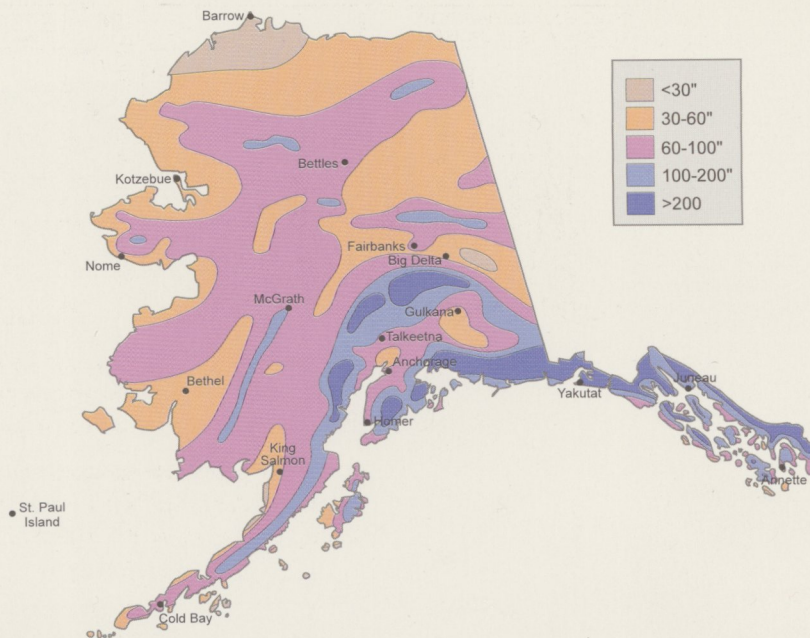 Barrow
<30"
30-60"
60-100"
100-200"
>200
Bettles
Kotzebue
Fairbanks
Big Delta
Nome
McGrath
Gulkana
Talkeetna
Anchorage
Bethel
Yakutat
Juneau
Homer
King
Salmon
Annette
St. Paul
Island
Cold Bay